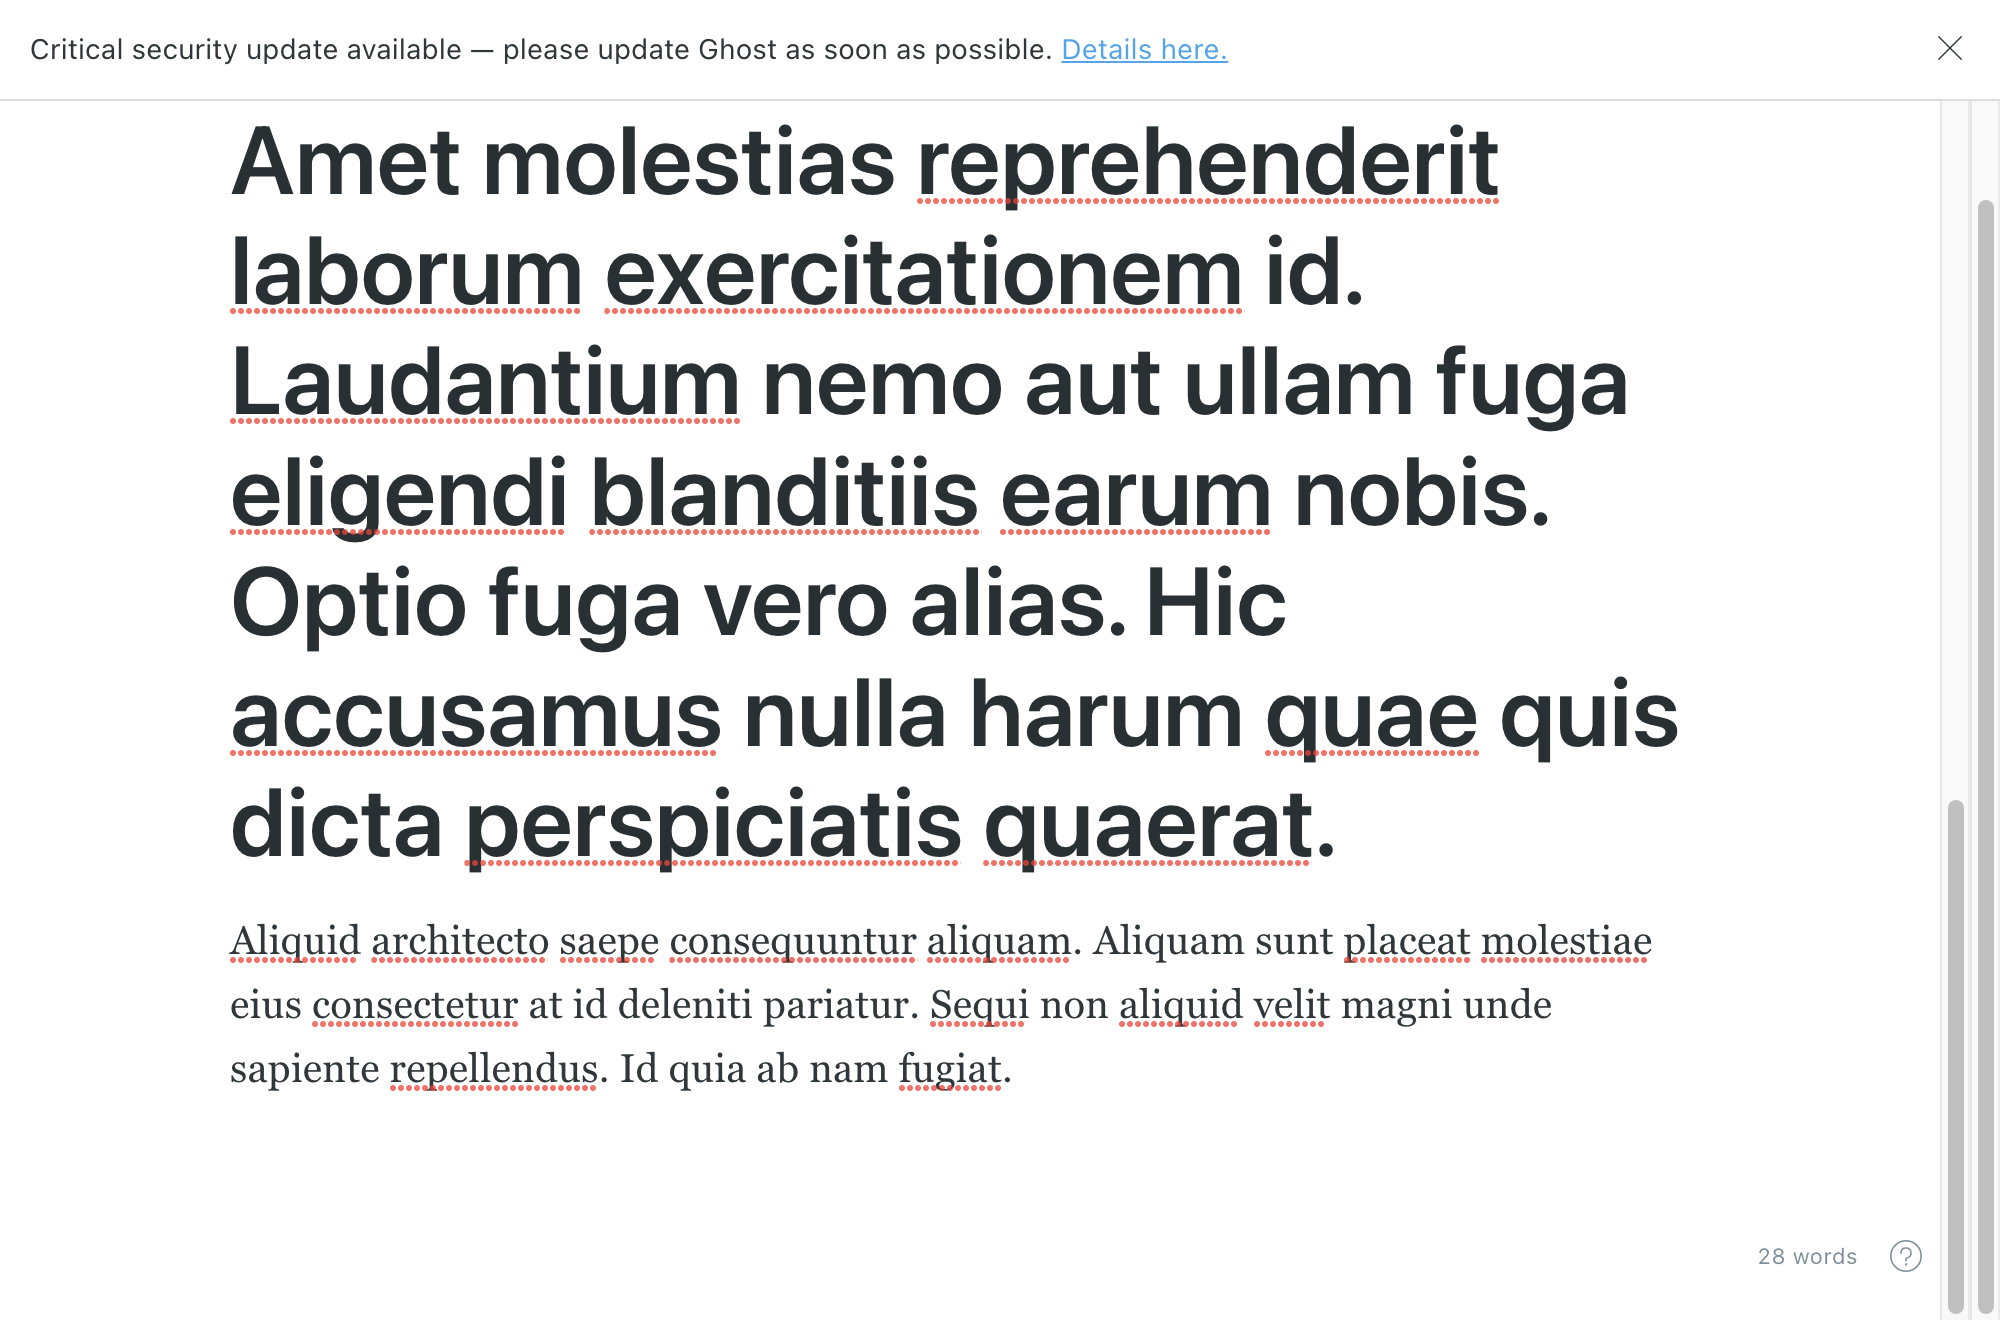 Critical security update available — please update Ghost as soon as possible. Details here.
Amet molestias reprehenderit
laborum exercitationem id.
Laudantium nemo aut ullam fuga
eligendi blanditiis earum nobis.
Optio fuga vero alias. Hic
accusamus nulla harum quae quis
dicta perspiciatis quaerat.
Aliquid architecto saepe consequuntur aliquam. Aliquam sunt placeat molestiae
eius consectetur at id deleniti pariatur. Sequi non aliquid velit magni unde
sapiente repellendus. Id quia ab nam fugiat.
28 words ?